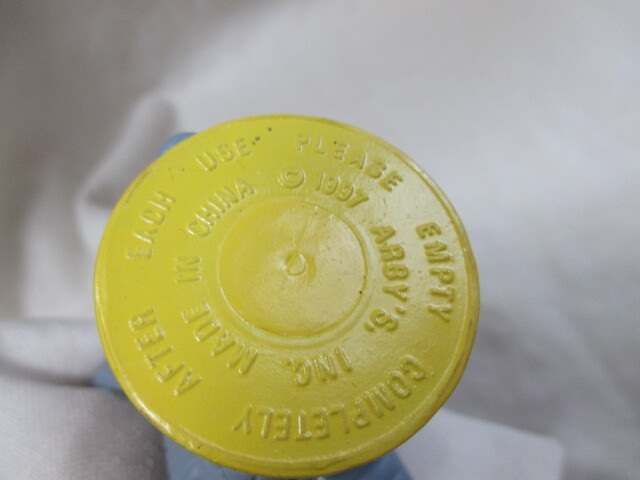 PLEASE EMPTY COMPLETELY AFTER EACH USE
© 1997 ARBY'S, INC. MADE IN CHINA